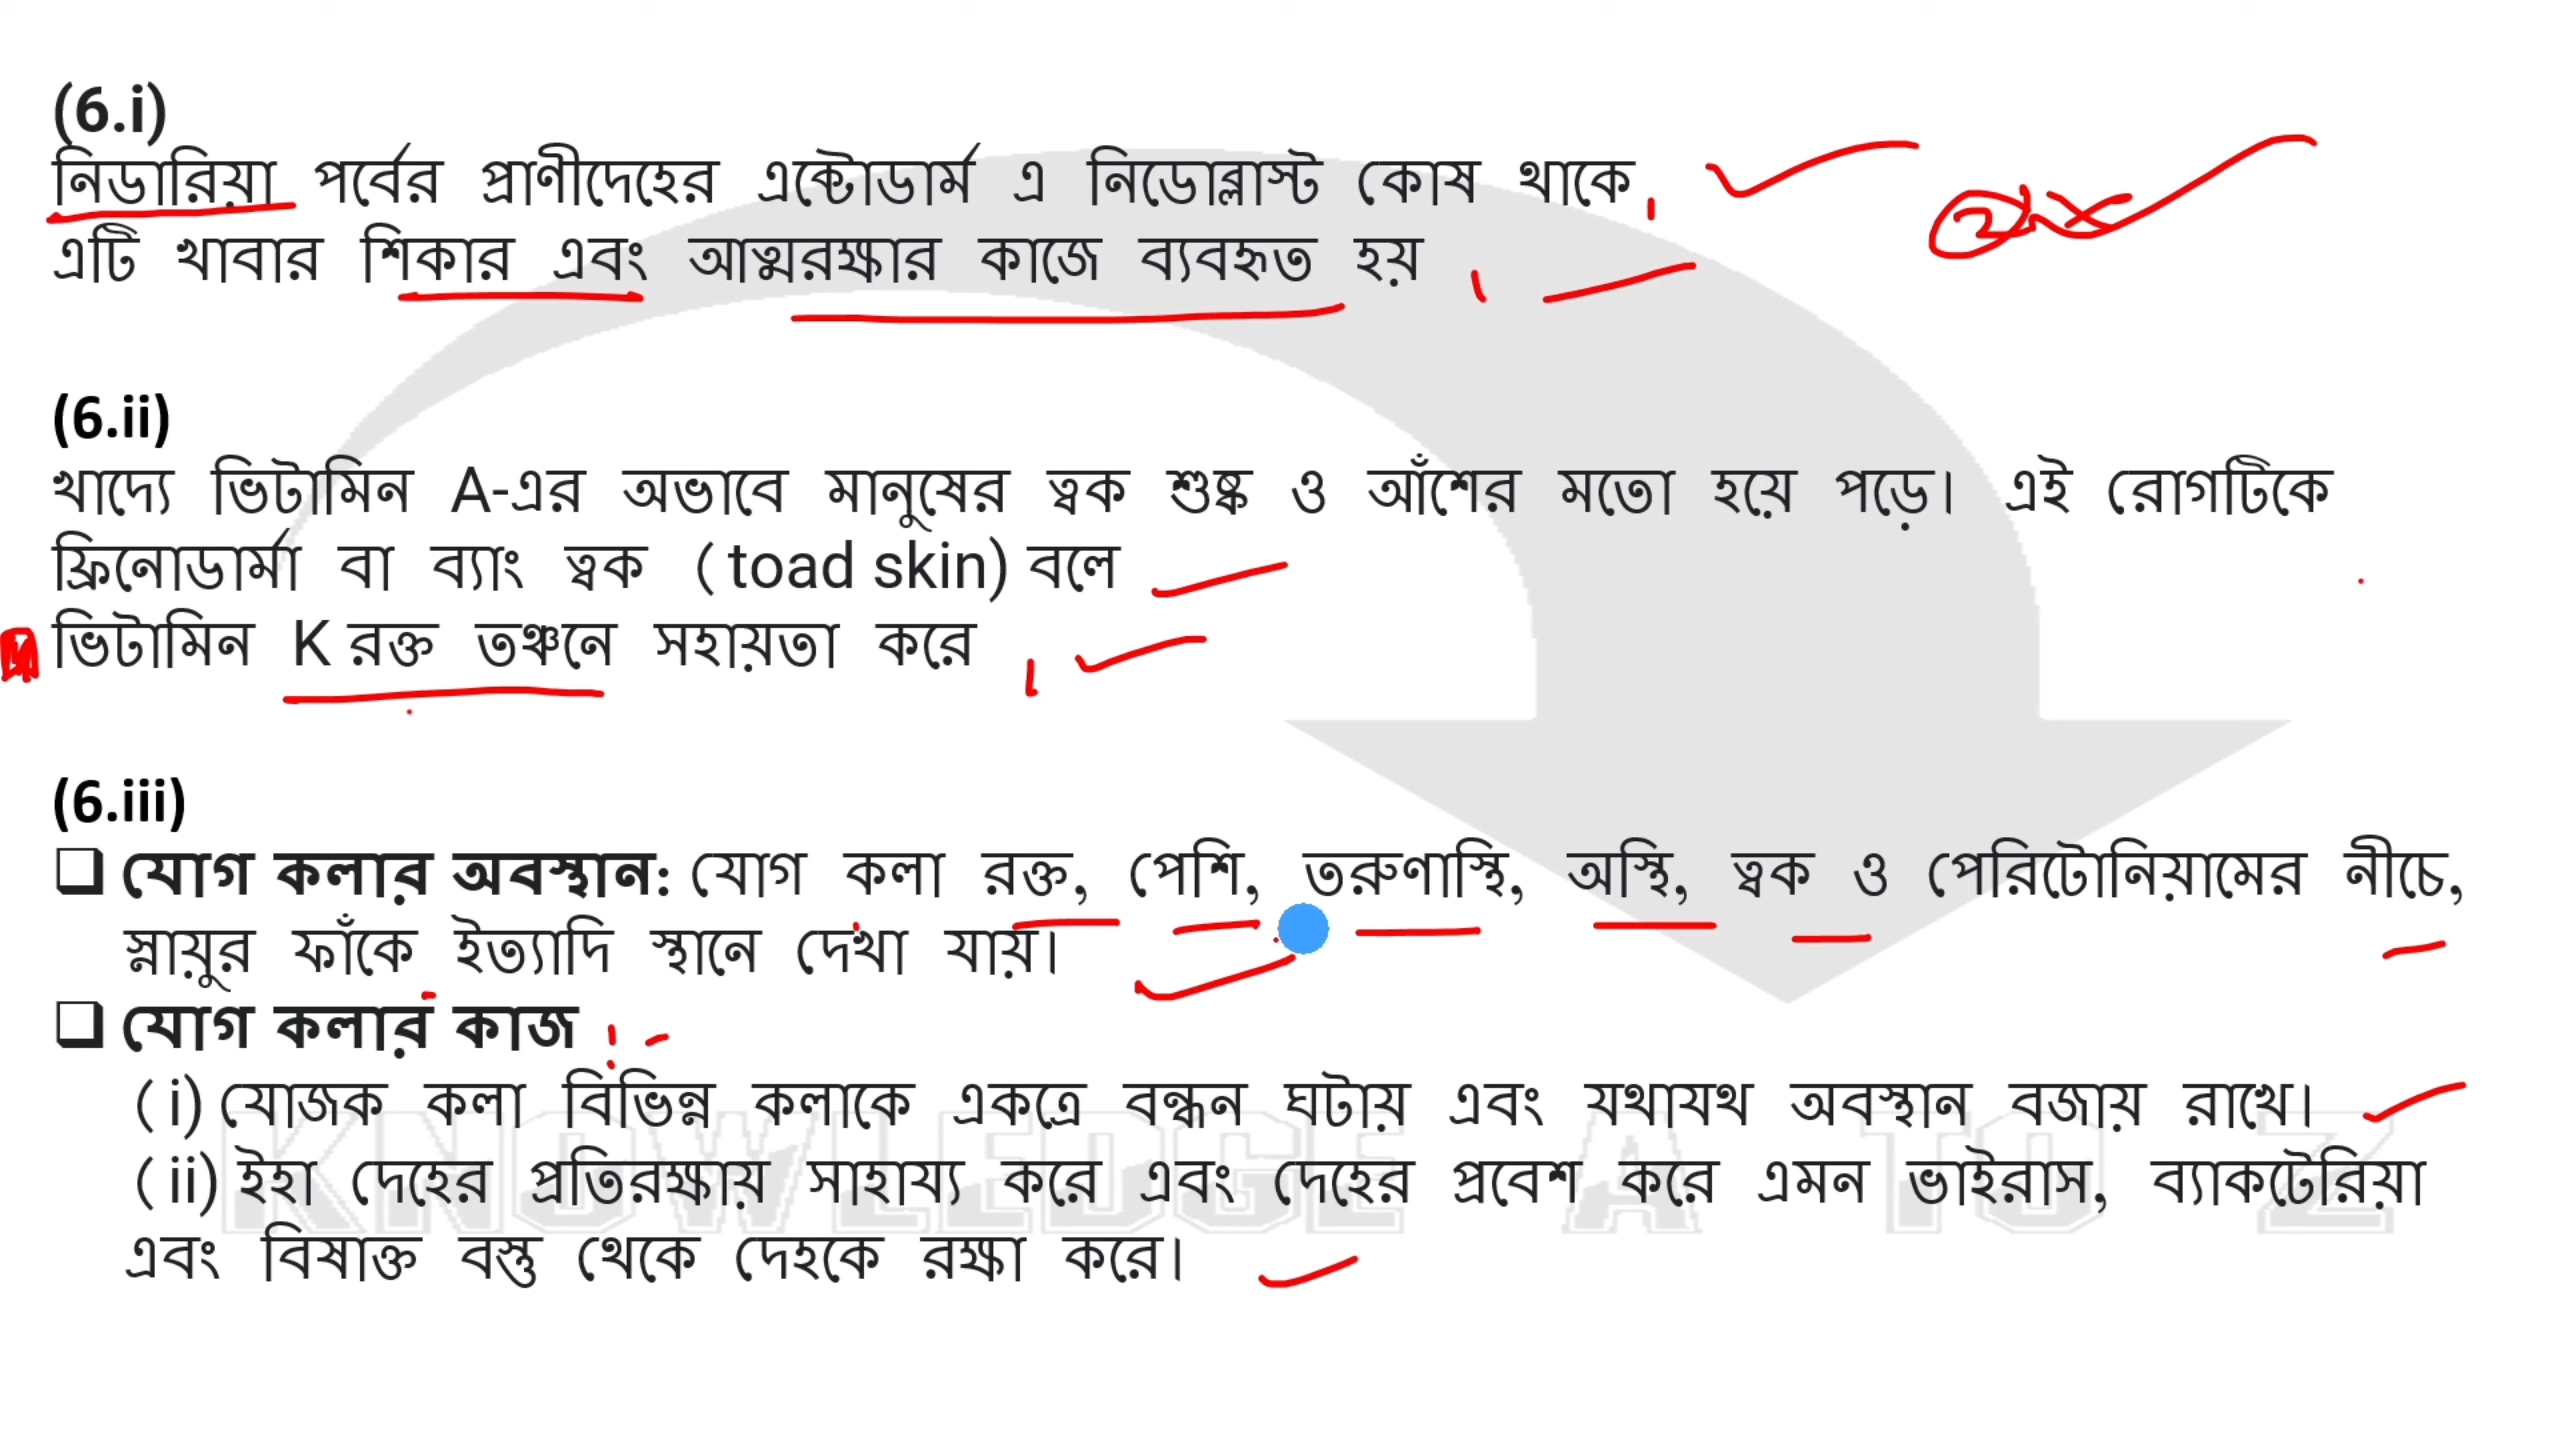 (6.i)
নিডারিয়া পর্বের প্রাণীদেহের এক্টোডার্ম এ নিডোব্লাস্ট কোষ থাকে
এটি খাবার শিকার এবং আত্মরক্ষার কাজে ব্যবহৃত হয়
(6.ii)
খাদ্যে ভিটামিন A-এর অভাবে মানুষের ত্বক শুষ্ক ও আঁশের মতো হয়ে পড়ে। এই রোগটিকে
ফ্রিনোডার্মা বা ব্যাং ত্বক (toad skin) বলে
ভিটামিন K রক্ত তঞ্চনে সহায়তা করে
(6.iii)
❑ যোগ কলার অবস্থান: যোগ কলা রক্ত, পেশি, তরুণাস্থি, অস্থি, ত্বক ও পেরিটোনিয়ামের নীচে,
স্নায়ুর ফাঁকে ইত্যাদি স্থানে দেখা যায়।
❑ যোগ কলার কাজ
(i) যোজক কলা বিভিন্ন কলাকে একত্রে বন্ধন ঘটায় এবং যথাযথ অবস্থান বজায় রাখে।
(ii) ইহা দেহের প্রতিরক্ষায় সাহায্য করে এবং দেহের প্রবেশ করে এমন ভাইরাস, ব্যাকটেরিয়া
এবং বিষাক্ত বস্তু থেকে দেহকে রক্ষা করে।
KNOWLEDGE A TO Z